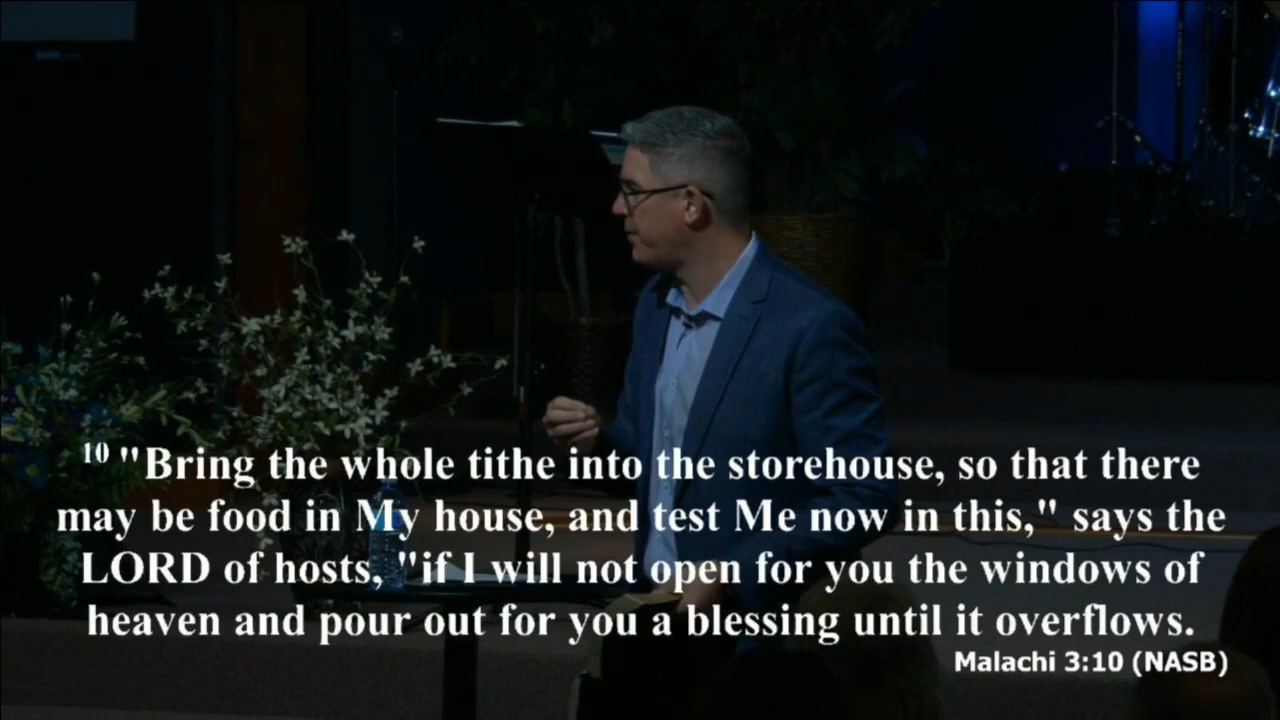 10 "Bring the whole tithe into the storehouse, so that there
may be food in My house, and test Me now in this," says the
LORD of hosts, "if I will not open for you the windows of
heaven and pour out for you a blessing until it overflows.
Malachi 3:10 (NASB)